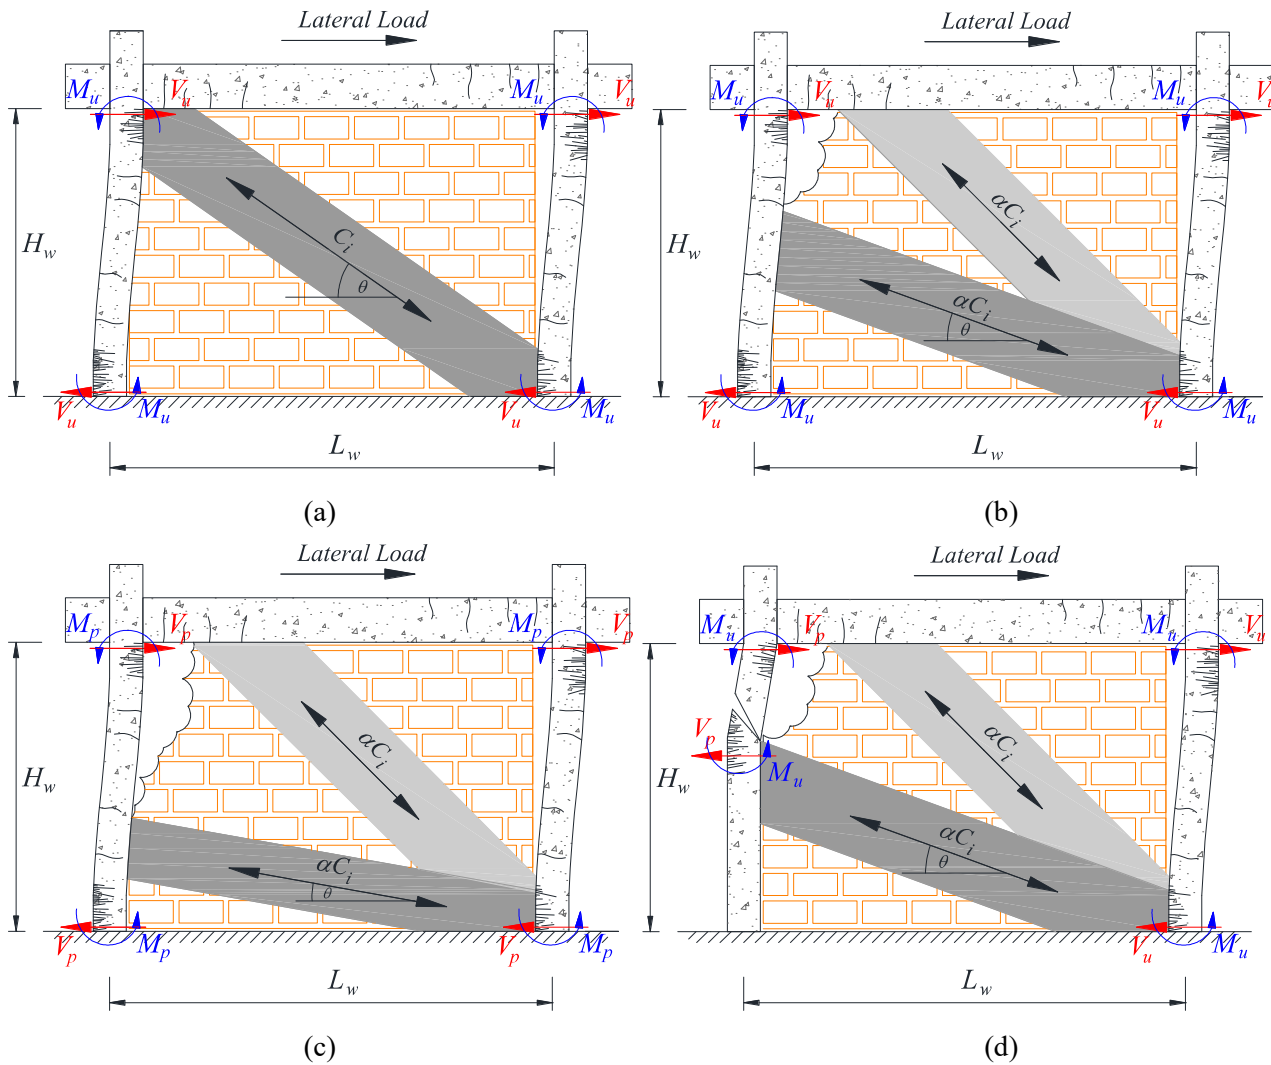 Lateral Load
M_u V_u M_u V_u
H_w
C_i
θ
V_u M_u V_u M_u
L_w
(a)
Lateral Load
M_u V_u M_u V_u
H_w
αC_i
αC_i
θ
V_u M_u V_u M_u
L_w
(b)
Lateral Load
M_p V_p M_p V_p
H_w
αC_i
αC_i
θ
V_p M_p V_p M_p
L_w
(c)
Lateral Load
M_u V_p M_u V_u
V_p
M_u
H_w
αC_i
αC_i
θ
V_u M_u
L_w
(d)